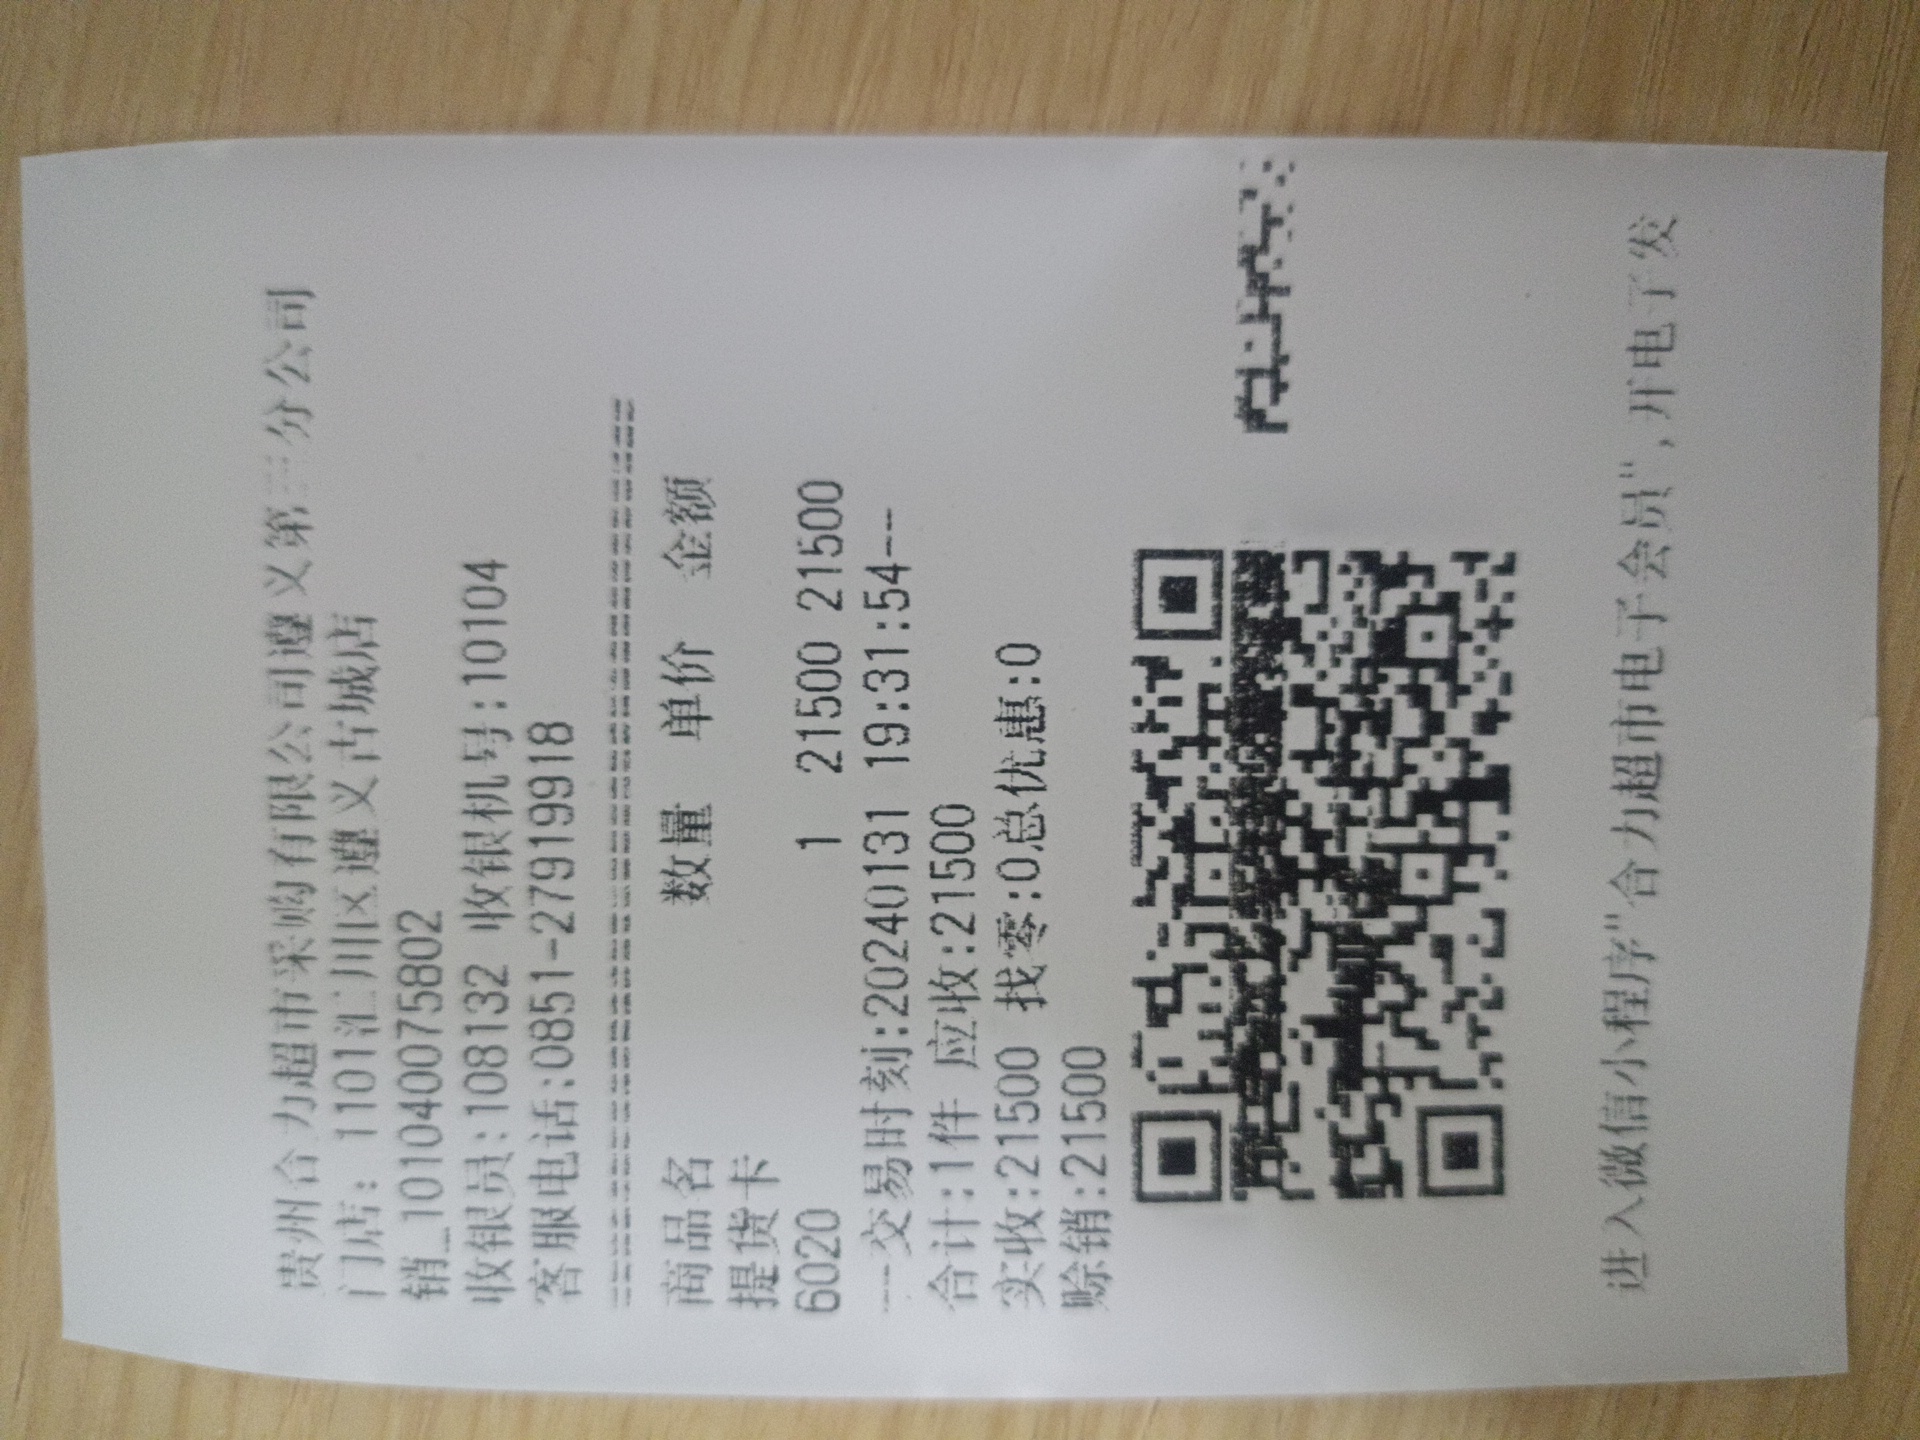 贵州合力超市采购有限公司遵义第三分公司
门店: 1101汇川区遵义古城店
销_101040075802
收银员:108132 收银机号:10104
客服电话:0851-27919918
================================
商品名 数量 单价 金额
提货卡
6020 1 21500 21500
--交易时刻:20240131 19:31:54--
合计:1件 应收:21500
实收:21500 找零:0总优惠:0
赊销:21500
进入微信小程序"合力超市电子会员",开电子发